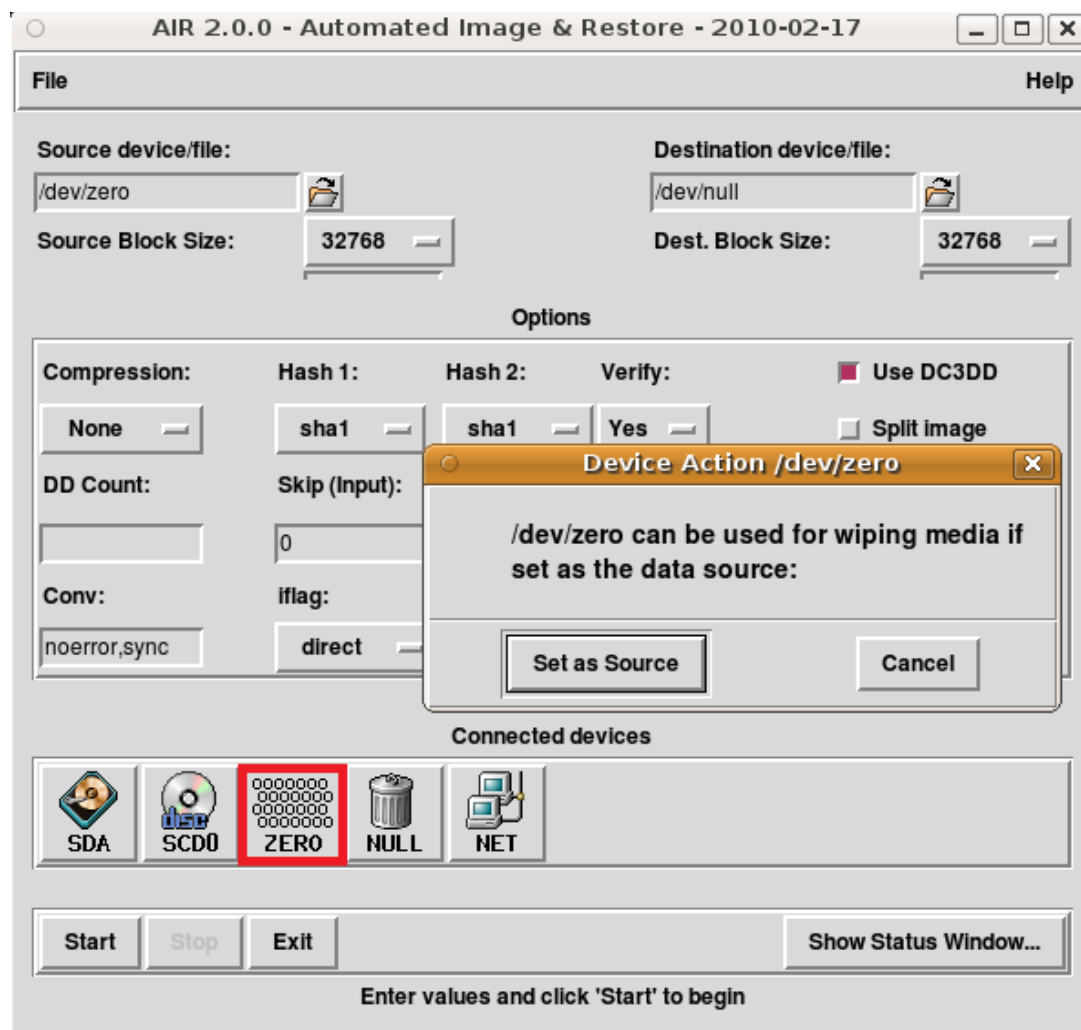 AIR 2.0.0 - Automated Image & Restore - 2010-02-17
File Help
Source device/file: Destination device/file:
/dev/zero /dev/null
Source Block Size: 32768 Dest. Block Size: 32768
Options
Compression: Hash 1: Hash 2: Verify: Use DC3DD
None sha1 sha1 Yes Split image
Device Action /dev/zero
DD Count: Skip (Input):
/dev/zero can be used for wiping media if
set as the data source:
0
Conv: iflag:
noerror,sync direct
Set as Source Cancel
Connected devices
0000000
0000000
0000000
0000000
disc
SDA SCD0 ZERO NULL NET
Start Stop Exit Show Status Window...
Enter values and click 'Start' to begin